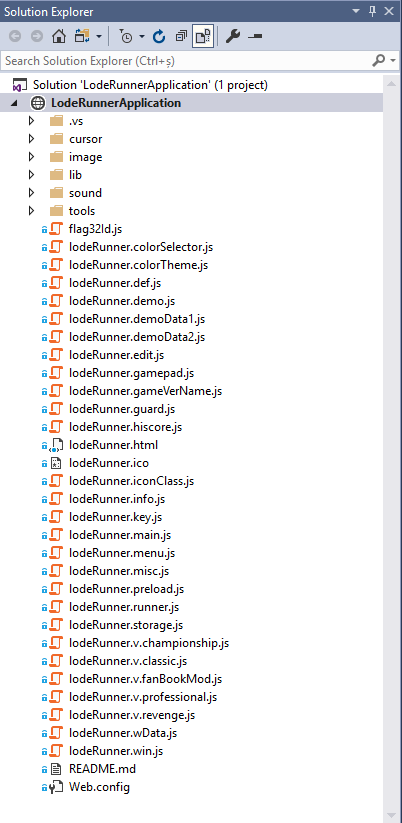 Solution Explorer
Search Solution Explorer (Ctrl+ș)
Solution 'LodeRunnerApplication' (1 project)
LodeRunnerApplication
.vs
cursor
image
lib
sound
tools
flag32Id.js
lodeRunner.colorSelector.js
lodeRunner.colorTheme.js
lodeRunner.def.js
lodeRunner.demo.js
lodeRunner.demoData1.js
lodeRunner.demoData2.js
lodeRunner.edit.js
lodeRunner.gamepad.js
lodeRunner.gameVerName.js
lodeRunner.guard.js
lodeRunner.hiscore.js
lodeRunner.html
lodeRunner.ico
lodeRunner.iconClass.js
lodeRunner.info.js
lodeRunner.key.js
lodeRunner.main.js
lodeRunner.menu.js
lodeRunner.misc.js
lodeRunner.preload.js
lodeRunner.runner.js
lodeRunner.storage.js
lodeRunner.v.championship.js
lodeRunner.v.classic.js
lodeRunner.v.fanBookMod.js
lodeRunner.v.professional.js
lodeRunner.v.revenge.js
lodeRunner.wData.js
lodeRunner.win.js
README.md
Web.config